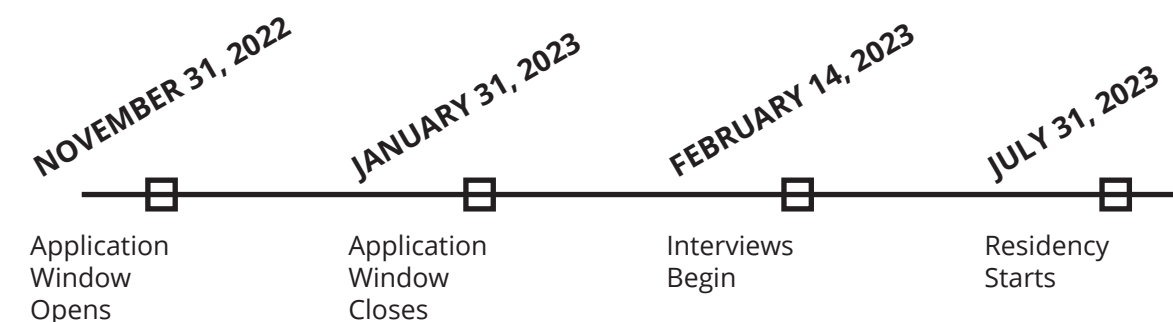 NOVEMBER 31, 2022
Application
Window
Opens
JANUARY 31, 2023
Application
Window
Closes
FEBRUARY 14, 2023
Interviews
Begin
JULY 31, 2023
Residency
Starts